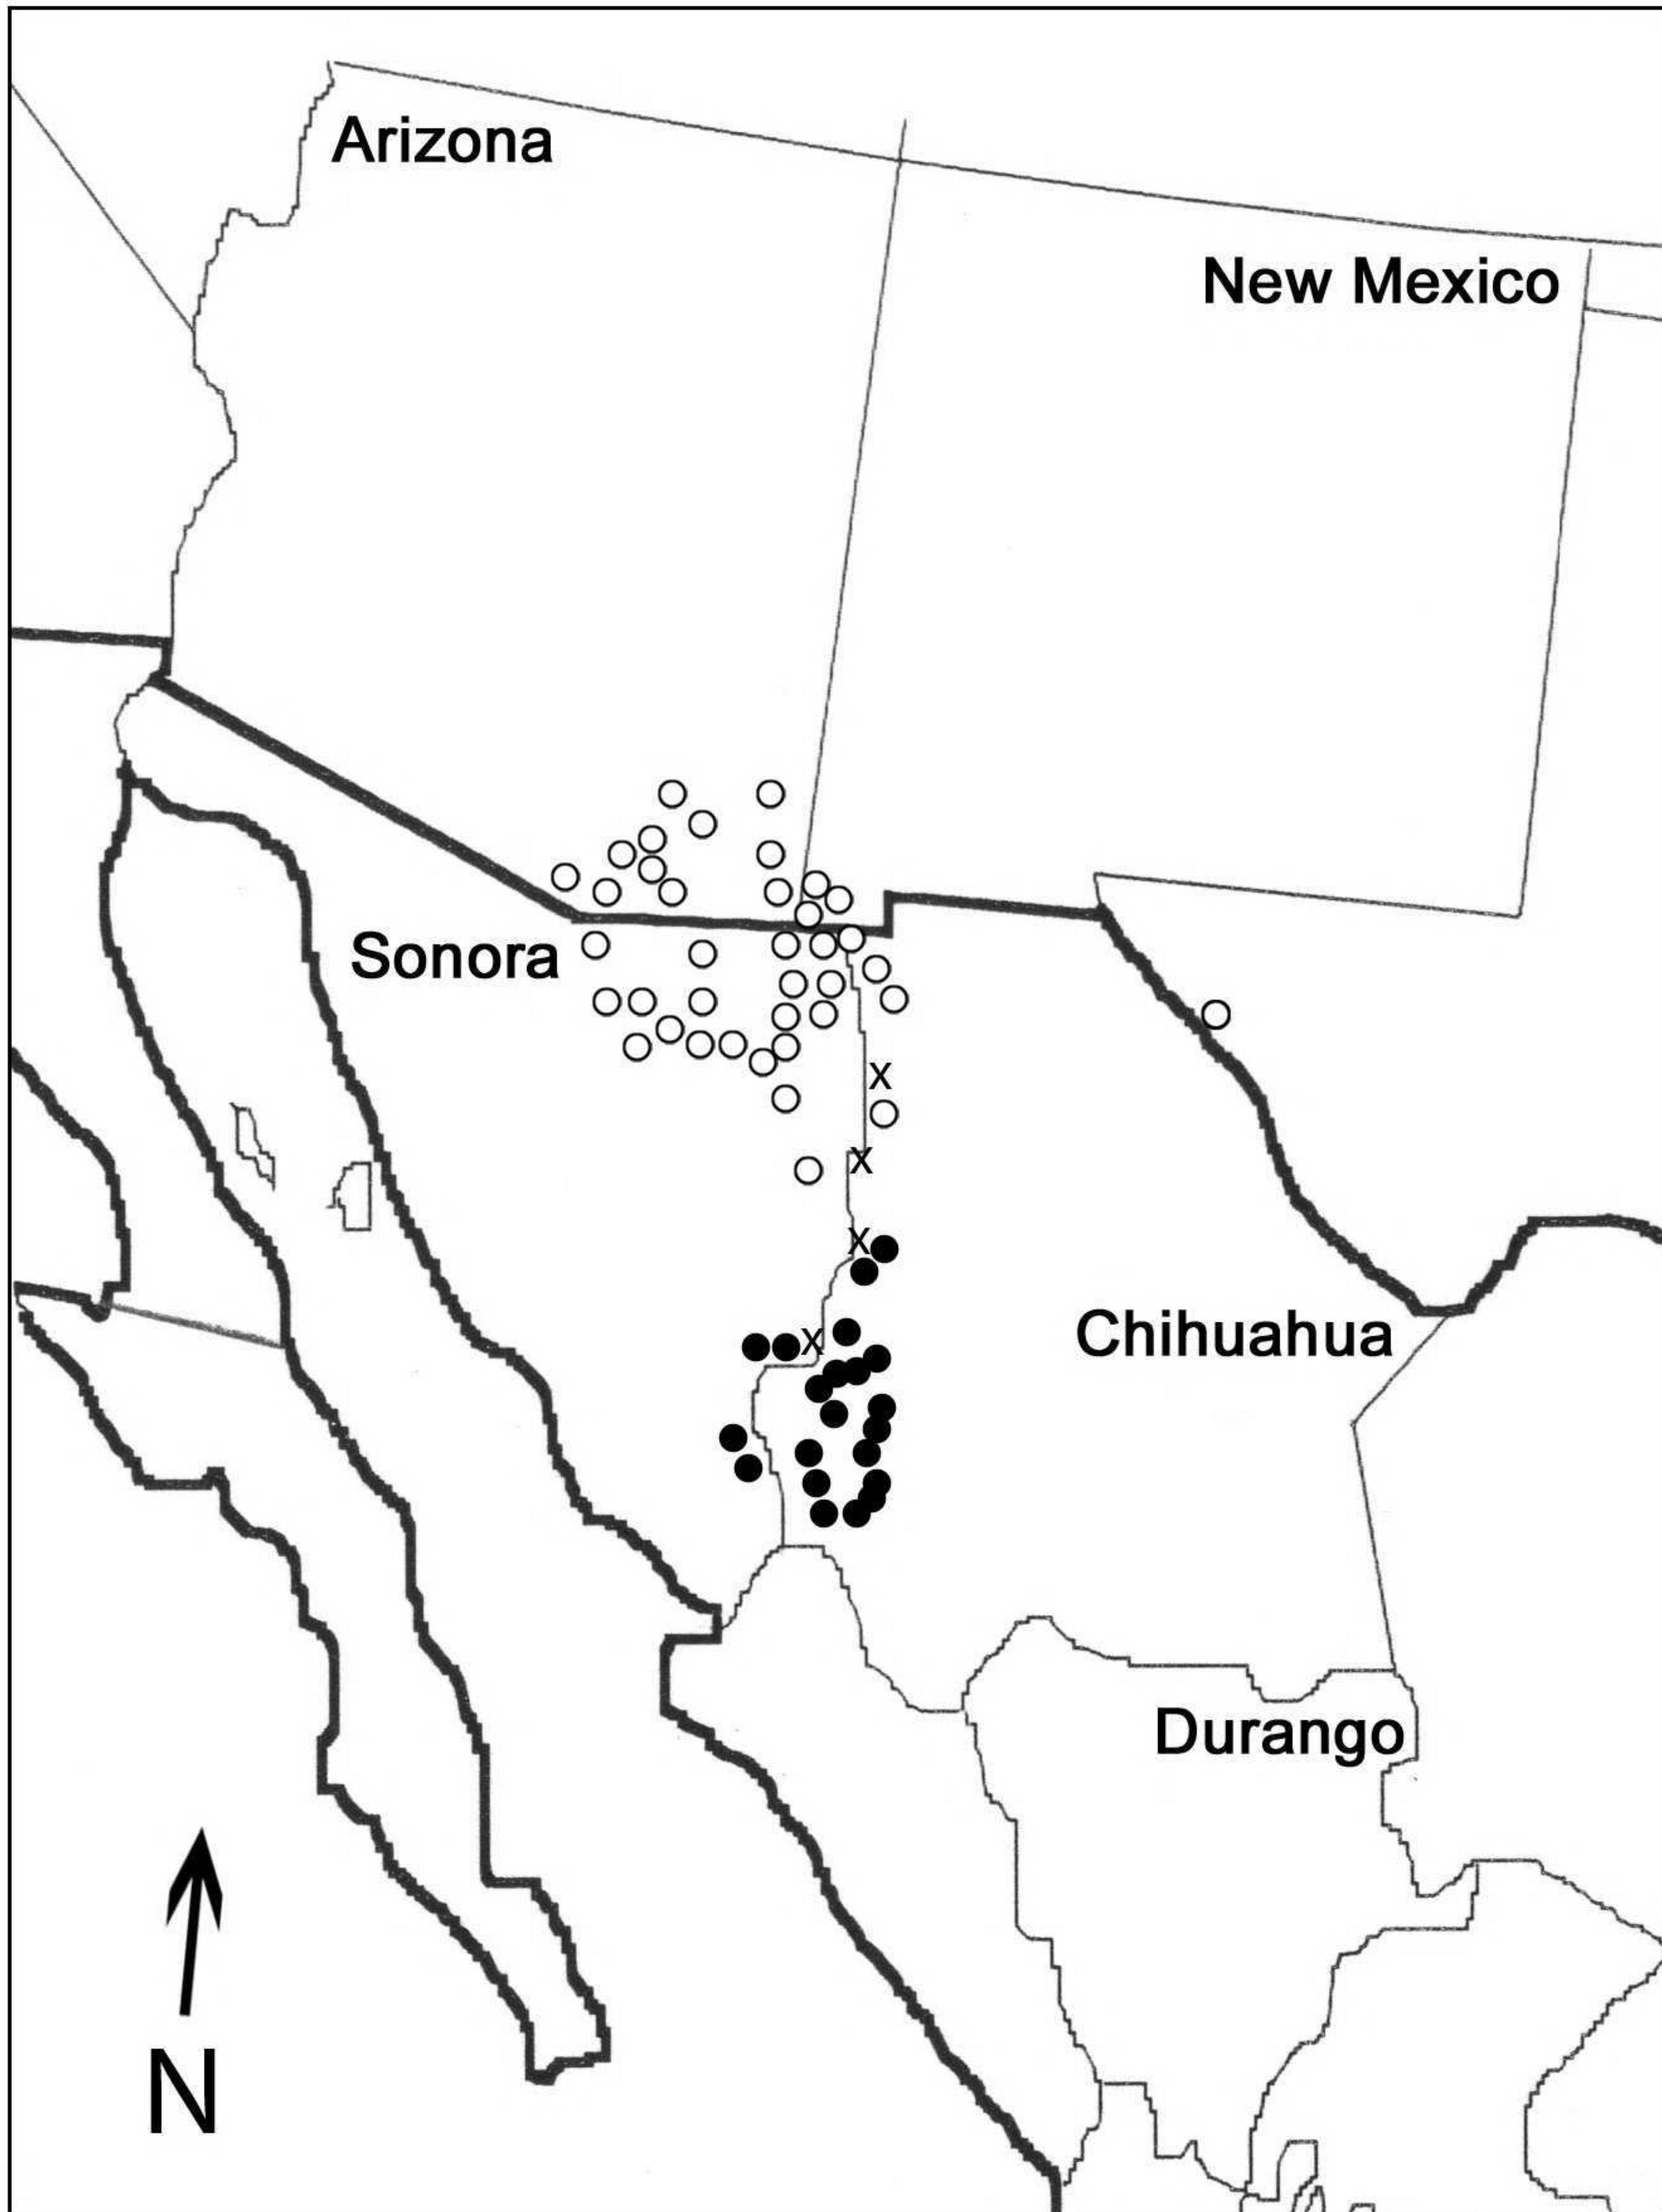 Arizona
New Mexico
Sonora
x
x
x
x
Chihuahua
Durango
N